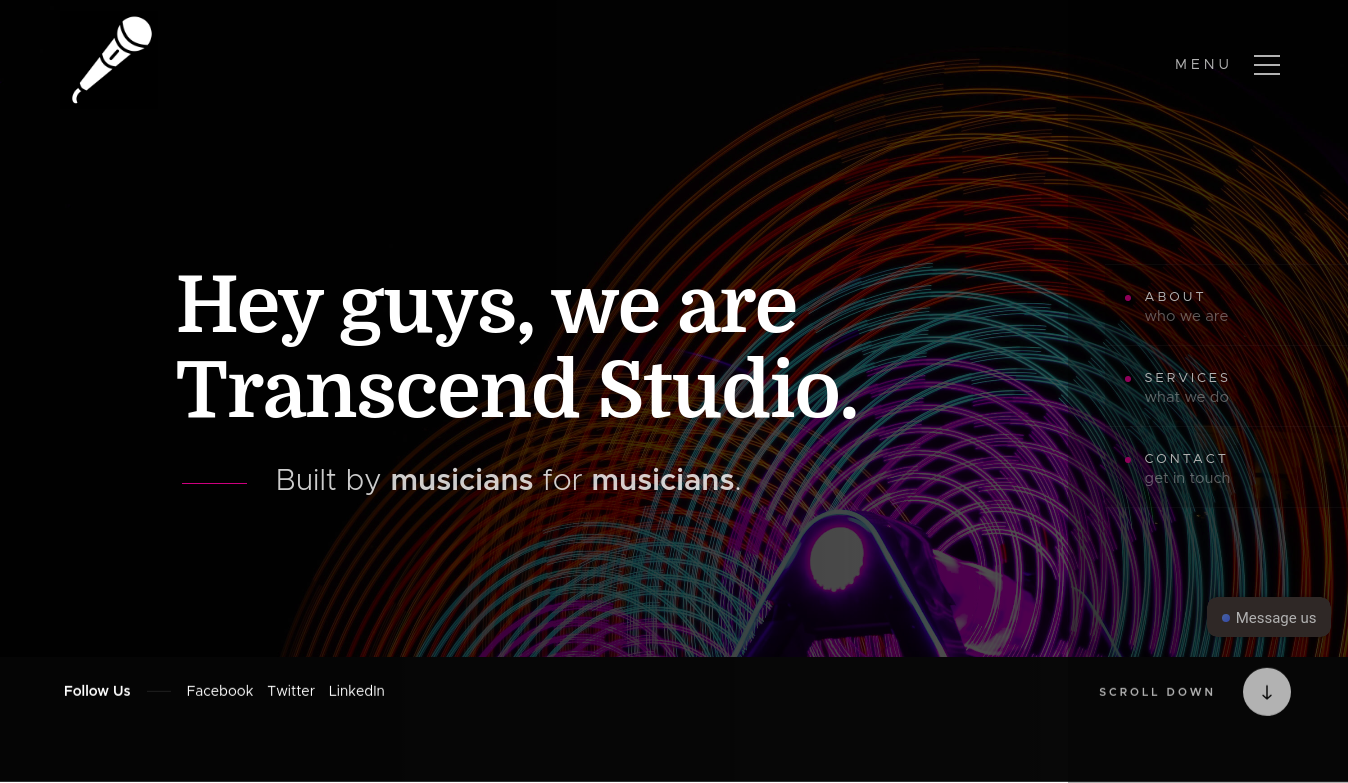 MENU
Hey guys, we are
Transcend Studio.
Built by musicians for musicians.
ABOUT
who we are
SERVICES
what we do
CONTACT
get in touch
Message us
Follow Us
Facebook Twitter LinkedIn
SCROLL DOWN